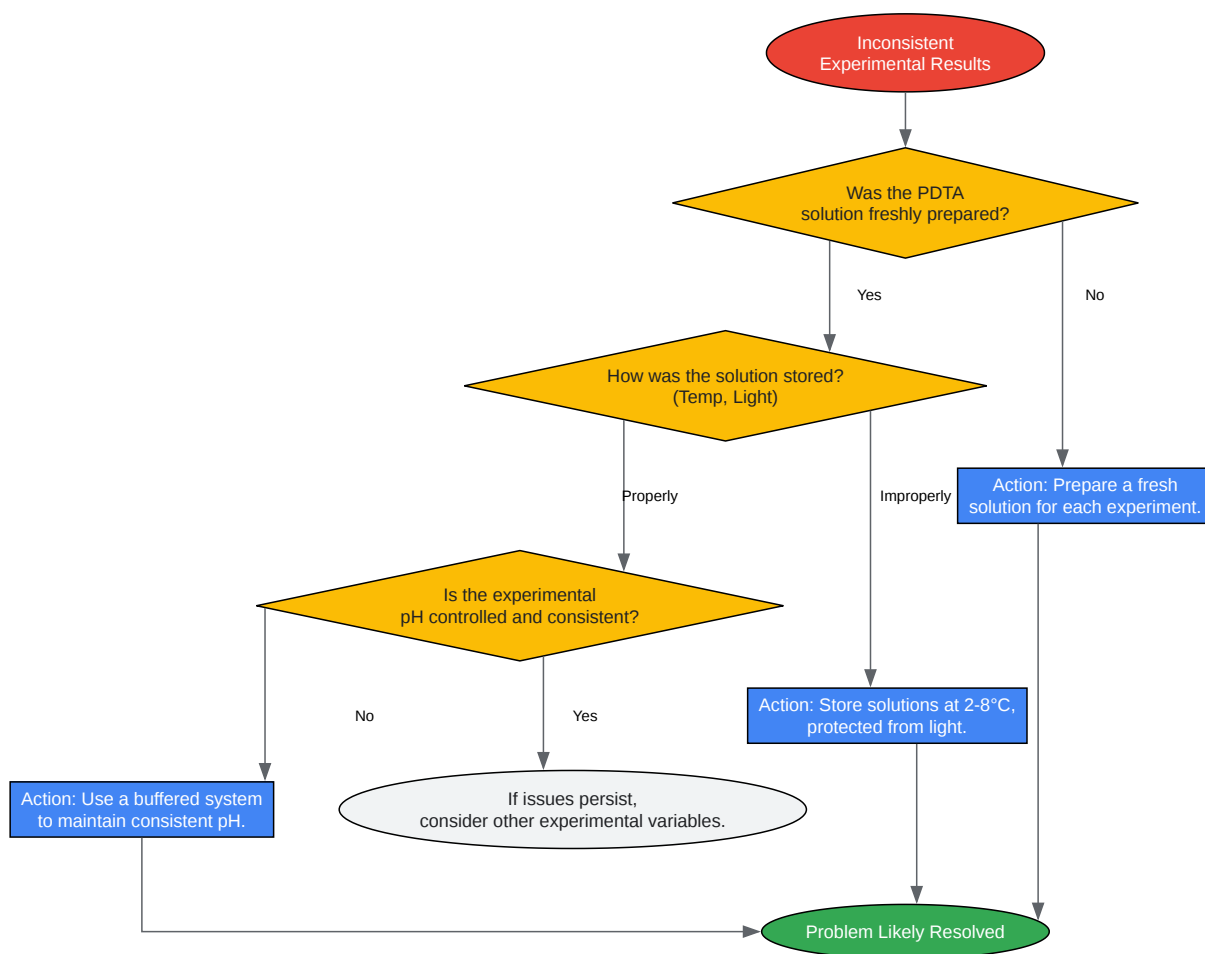 Inconsistent
Experimental Results
Was the PDTA
solution freshly prepared?
Yes
No
How was the solution stored?
(Temp, Light)
Properly
Improperly
Action: Prepare a fresh
solution for each experiment.
Is the experimental
pH controlled and consistent?
No
Yes
Action: Store solutions at 2-8°C,
protected from light.
Action: Use a buffered system
to maintain consistent pH.
If issues persist,
consider other experimental variables.
Problem Likely Resolved